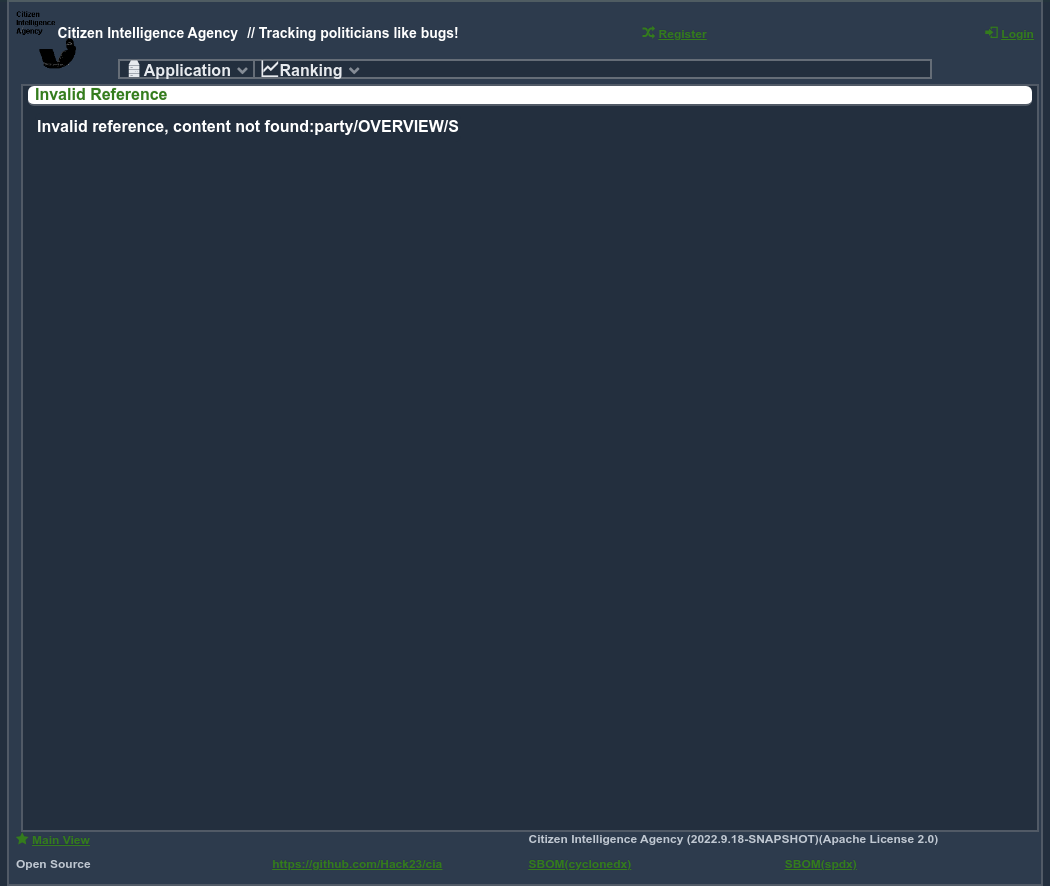 Citizen
Intelligence
Agency
Citizen Intelligence Agency // Tracking politicians like bugs!
Register
Login
Application
Ranking
Invalid Reference
Invalid reference, content not found:party/OVERVIEW/S
Main View
Citizen Intelligence Agency (2022.9.18-SNAPSHOT)(Apache License 2.0)
Open Source
https://github.com/Hack23/cia
SBOM(cyclonedx)
SBOM(spdx)